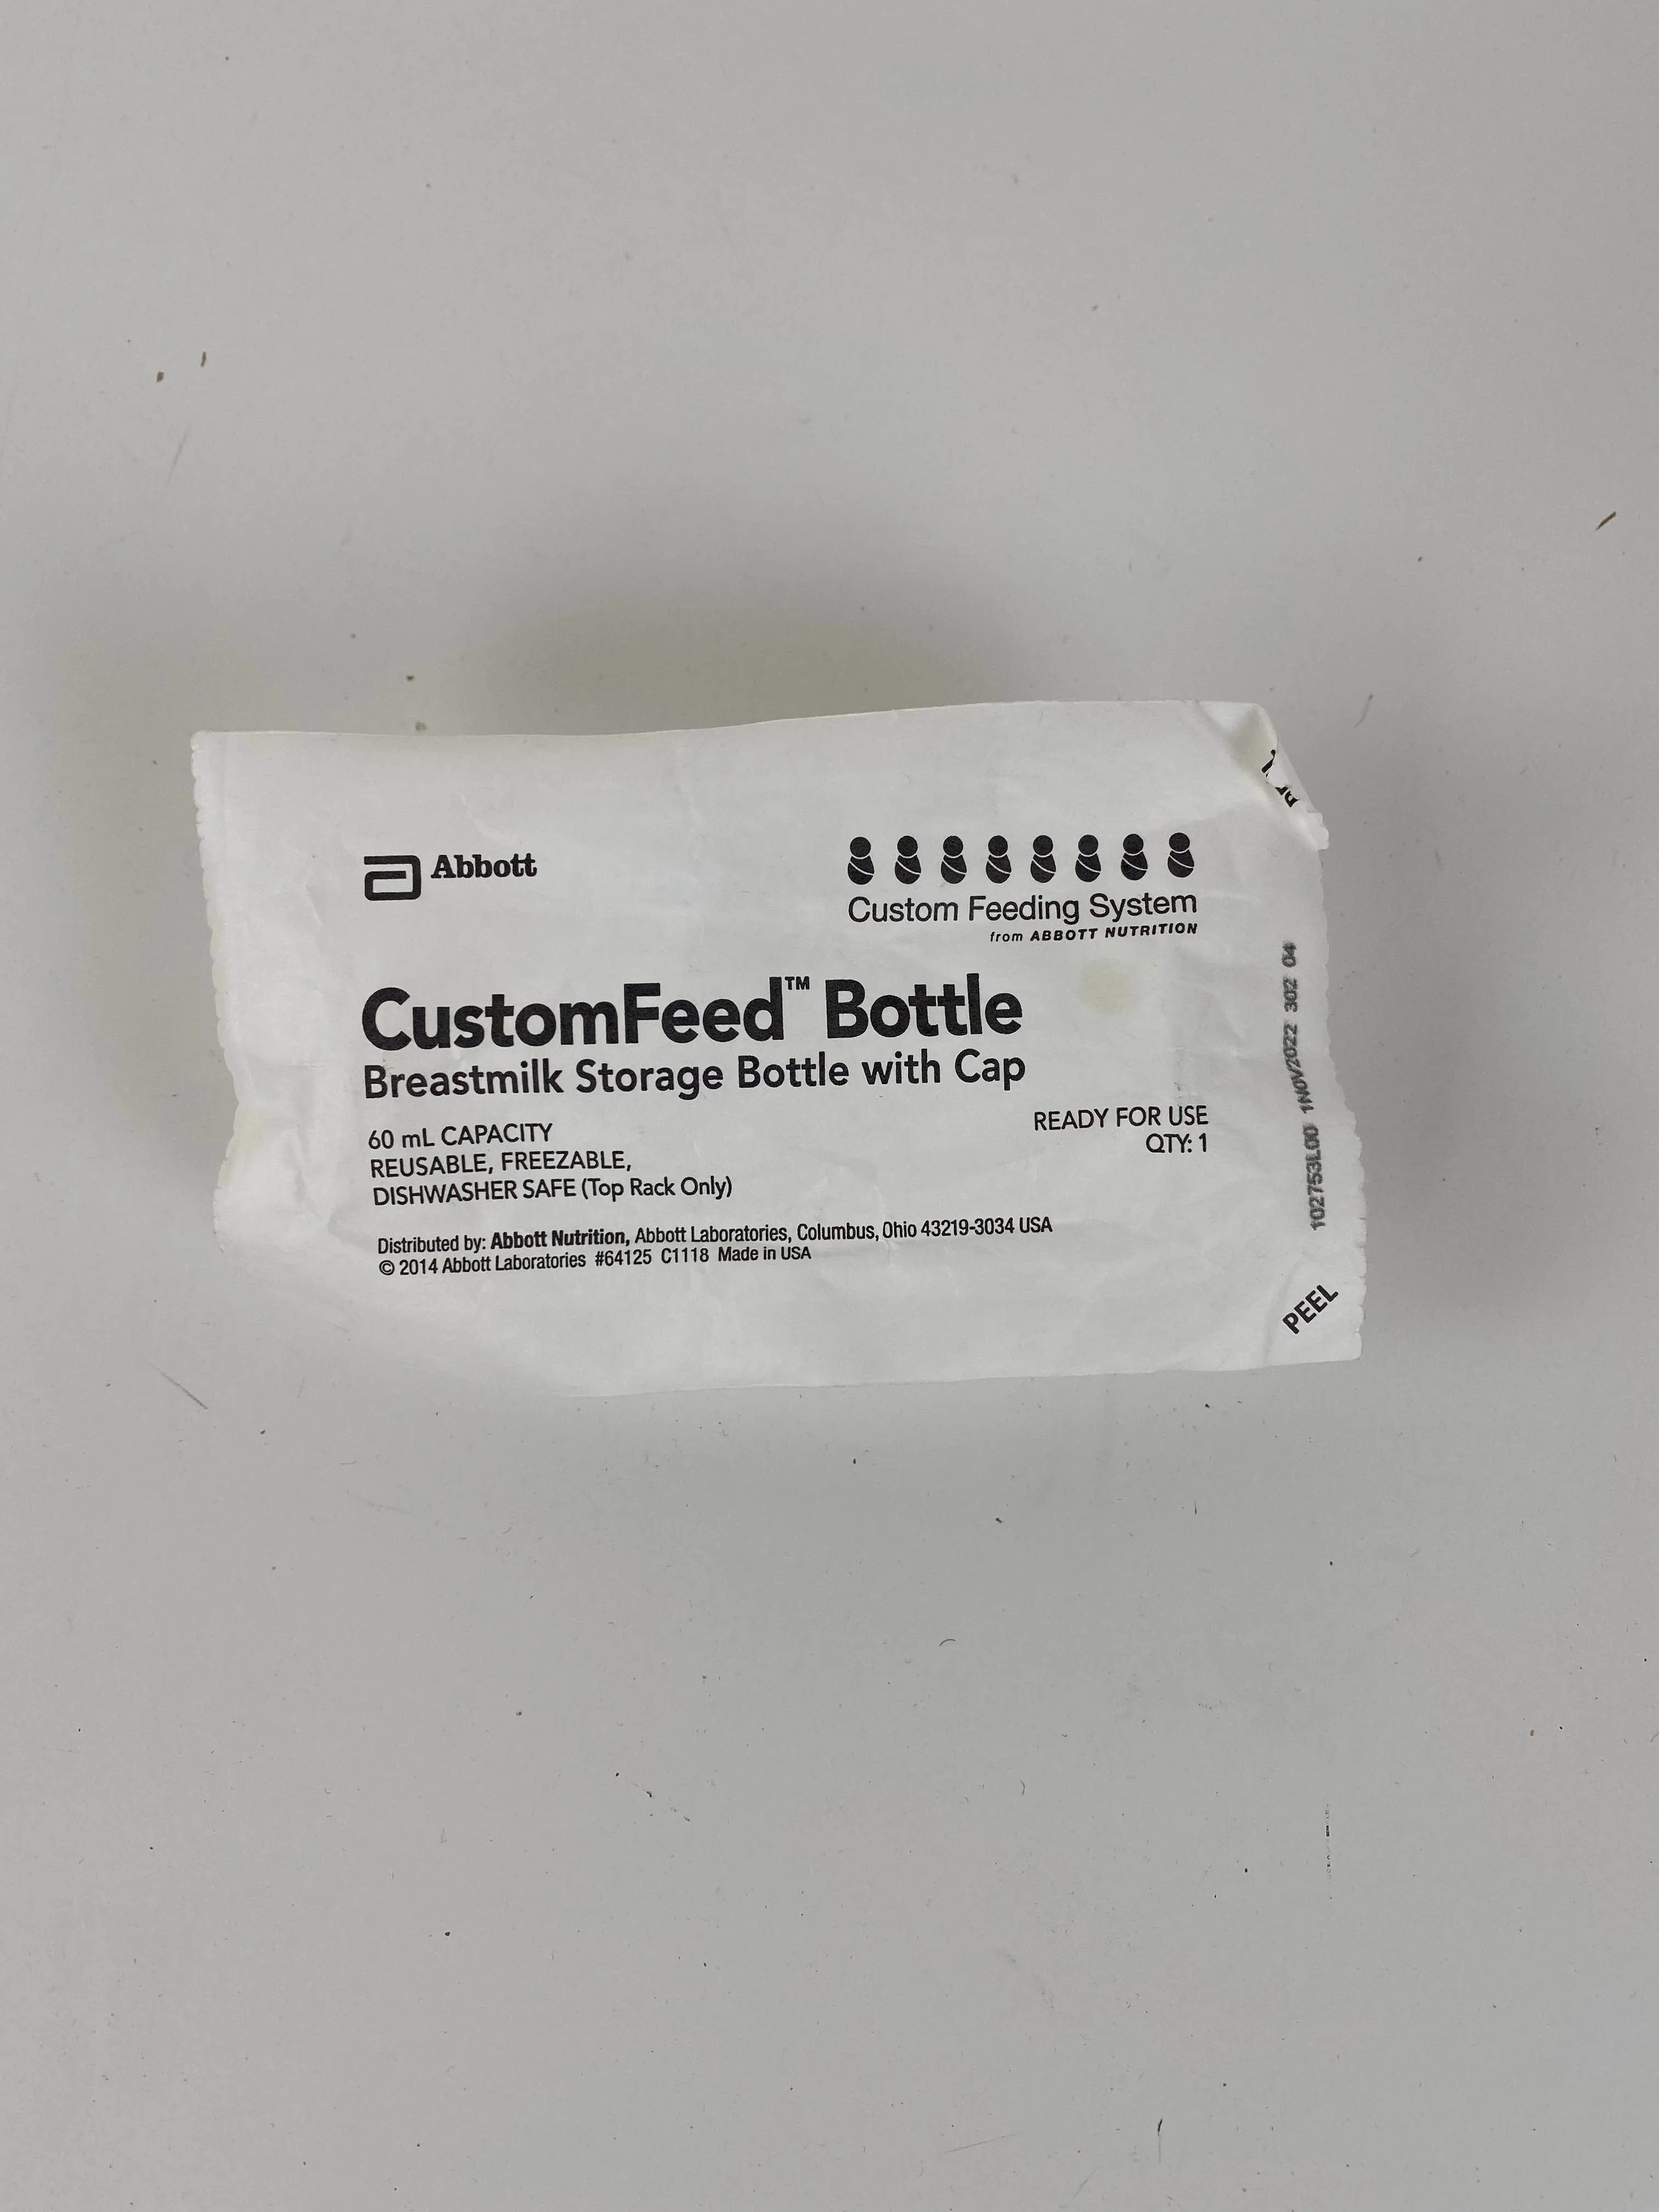 Abbott
Custom Feeding System
from ABBOTT NUTRITION
CustomFeed™ Bottle
Breastmilk Storage Bottle with Cap
60 mL CAPACITY
REUSABLE, FREEZABLE,
DISHWASHER SAFE (Top Rack Only)
READY FOR USE
QTY: 1
Distributed by: Abbott Nutrition, Abbott Laboratories, Columbus, Ohio 43219-3034 USA
© 2014 Abbott Laboratories #64125 C1118 Made in USA
102753L00 1NOV2022 302 04
PEEL